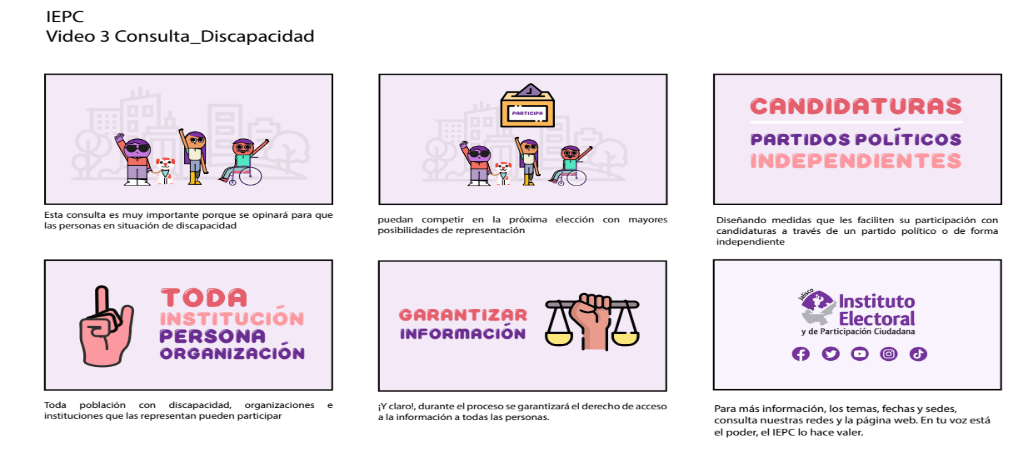 IEPC
Video 3 Consulta_Discapacidad
Esta consulta es muy importante porque se opinará para que
las personas en situación de discapacidad
PARTICIPA
puedan competir en la próxima elección con mayores
posibilidades de representación
CANDIDATURAS
PARTIDOS POLÍTICOS
INDEPENDIENTES
Diseñando medidas que les faciliten su participación con
candidaturas a través de un partido político o de forma
independiente
TODA
INSTITUCIÓN
PERSONA
ORGANIZACIÓN
Toda población con discapacidad, organizaciones e
instituciones que las representan pueden participar
GARANTIZAR
INFORMACIÓN
¡Y claro!, durante el proceso se garantizará el derecho de acceso
a la información a todas las personas.
Jalisco
Instituto
Electoral
y de Participación Ciudadana
Para más información, los temas, fechas y sedes,
consulta nuestras redes y la página web. En tu voz está
el poder, el IEPC lo hace valer.